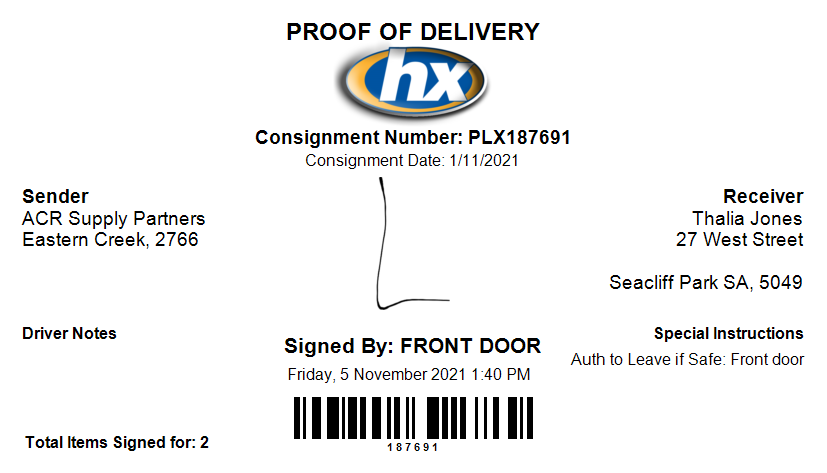 PROOF OF DELIVERY
hx
Consignment Number: PLX187691
Consignment Date: 1/11/2021
Sender
ACR Supply Partners
Eastern Creek, 2766
Receiver
Thalia Jones
27 West Street
Seacliff Park SA, 5049
Driver Notes
Signed By: FRONT DOOR
Friday, 5 November 2021 1:40 PM
Special Instructions
Auth to Leave if Safe: Front door
187691
Total Items Signed for: 2